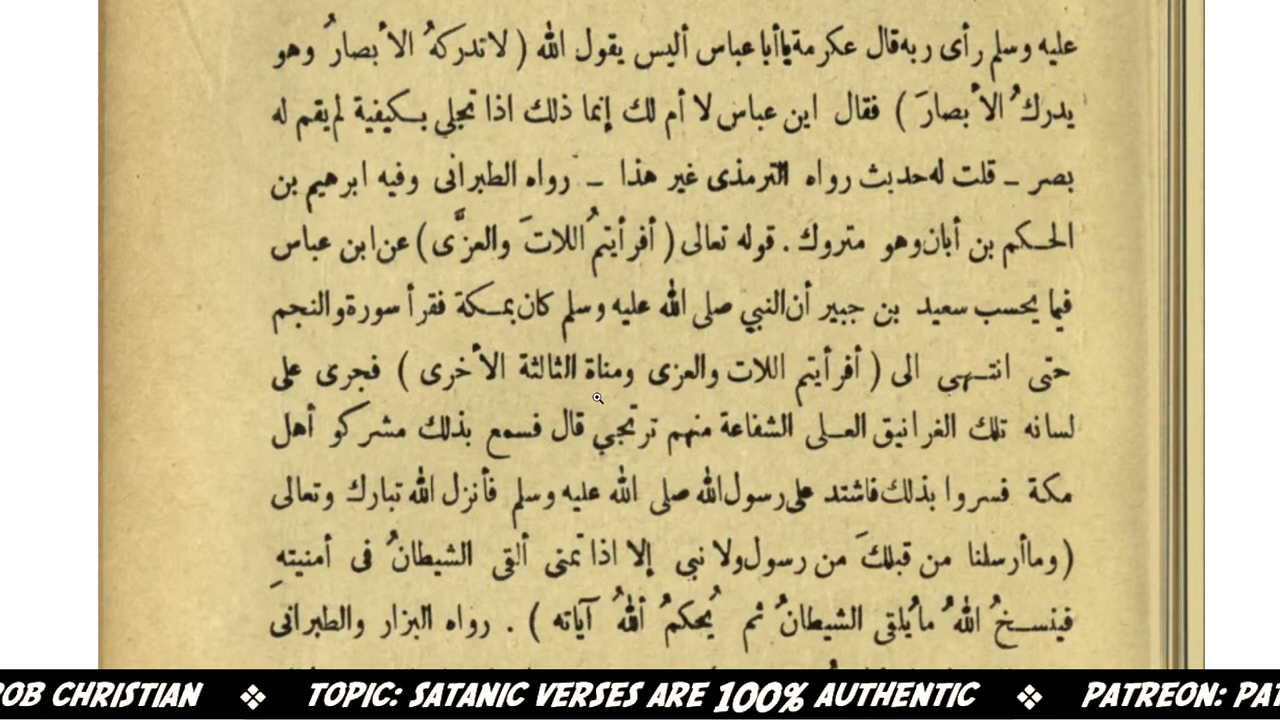 عليه وسلم رأى ربه قال عكرمة يا أبا عباس أليس يقول الله ( لا تدركهُ الأبصارُ وهو
يدركُ الأبصارَ ) فقال ابن عباس لا أم لك إنما ذلك اذا تجلى بكيفية لم يقم له
بصر ــ قلت له حديث رواه الترمذى غير هذا ــ رواه الطبرانى وفيه ابرهيم بن
الحكم بن أبان وهو متروك . قوله تعالى ( أفرأيتمُ اللاتَ والعزَّى ) عن ابن عباس
فيما يحسب سعيد بن جبير أن النبي صلى الله عليه وسلم كان بمكة فقرأ سورة والنجم
حتى انتهى الى ( أفرأيتم اللات والعزى ومناة الثالثة الأخرى ) فجرى على
لسانه تلك الغرانيق العلى الشفاعة منهم ترتجي قال فسمع بذلك مشركو أهل
مكة فسروا بذلك فاشتد على رسول الله صلى الله عليه وسلم فأنزل الله تبارك وتعالى
( وما أرسلنا من قبلكَ من رسول ولا نبي إلا اذا تمنى ألقى الشيطانُ فى أمنيتهِ
فينسخُ اللهُ ما يُلقى الشيطانُ ثم يُحكمُ اللهُ آياته ) . رواه البزار والطبرانى
ROB CHRISTIAN ❖ TOPIC: SATANIC VERSES ARE 100% AUTHENTIC ❖ PATREON: